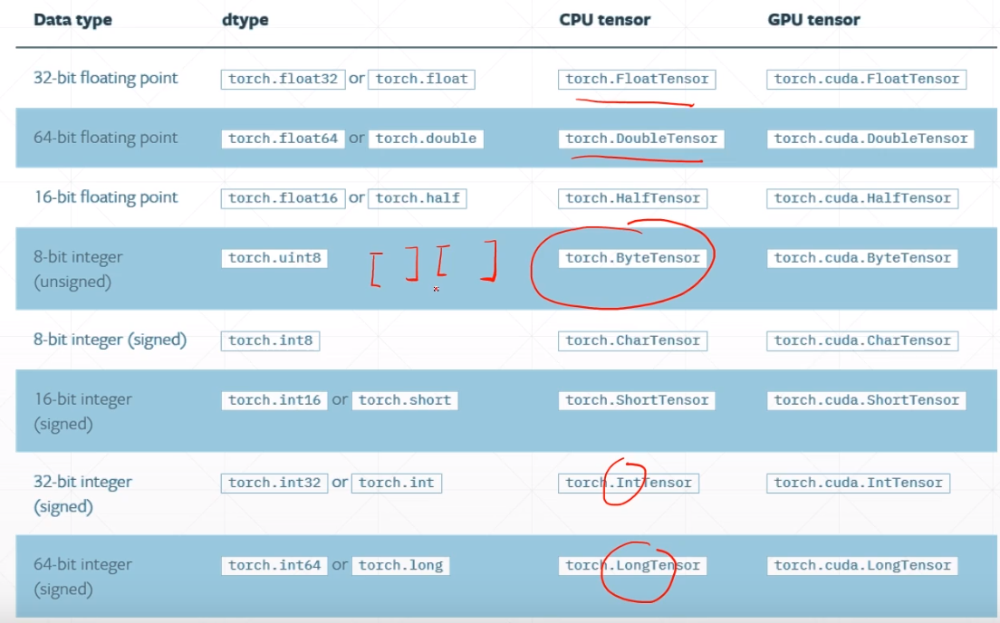 Data type dtype CPU tensor GPU tensor
32-bit floating point torch.float32 or torch.float torch.FloatTensor torch.cuda.FloatTensor
64-bit floating point torch.float64 or torch.double torch.DoubleTensor torch.cuda.DoubleTensor
16-bit floating point torch.float16 or torch.half torch.HalfTensor torch.cuda.HalfTensor
8-bit integer torch.uint8 [ ] [ ] torch.ByteTensor torch.cuda.ByteTensor
(unsigned)
8-bit integer (signed) torch.int8 torch.CharTensor torch.cuda.CharTensor
16-bit integer torch.int16 or torch.short torch.ShortTensor torch.cuda.ShortTensor
(signed)
32-bit integer torch.int32 or torch.int torch.IntTensor torch.cuda.IntTensor
(signed)
64-bit integer torch.int64 or torch.long torch.LongTensor torch.cuda.LongTensor
(signed)